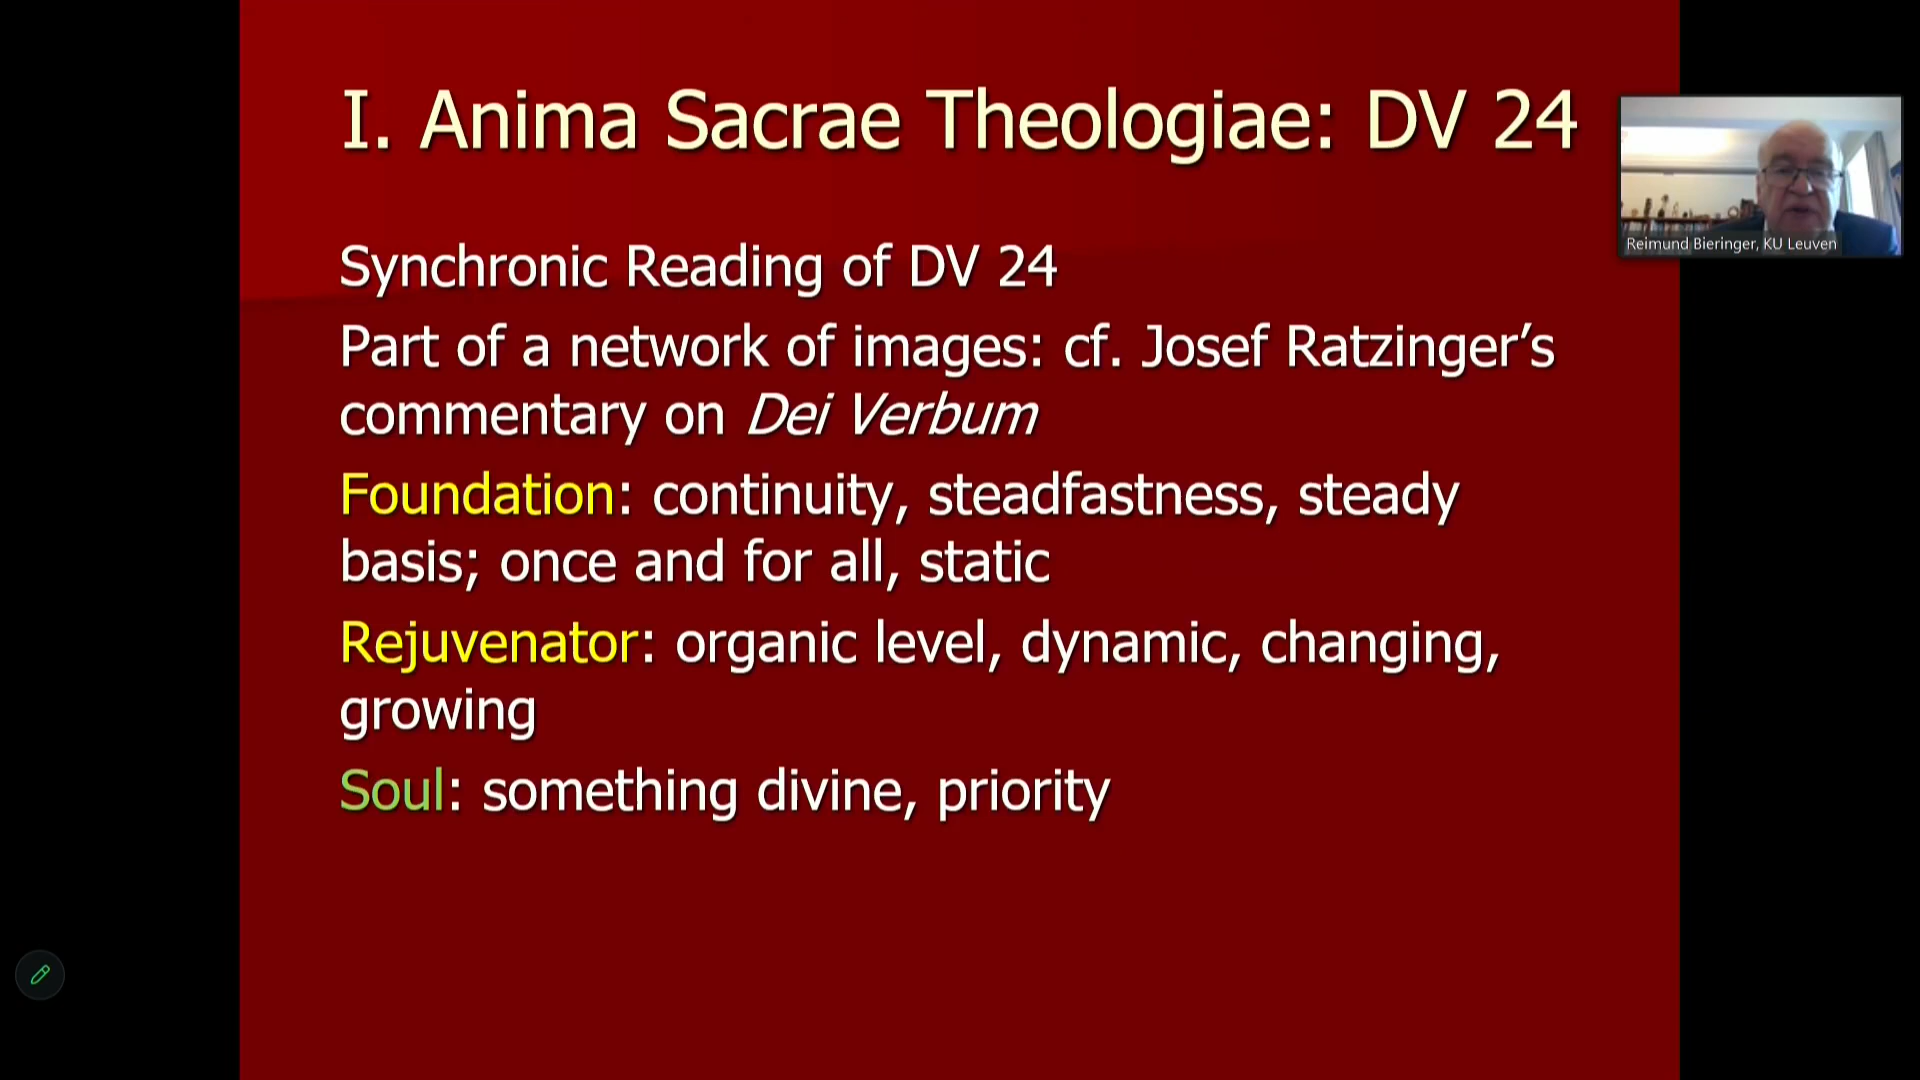 I. Anima Sacrae Theologiae: DV 24
Reimund Bieringer, KU Leuven
Synchronic Reading of DV 24
Part of a network of images: cf. Josef Ratzinger’s
commentary on Dei Verbum
Foundation: continuity, steadfastness, steady
basis; once and for all, static
Rejuvenator: organic level, dynamic, changing,
growing
Soul: something divine, priority